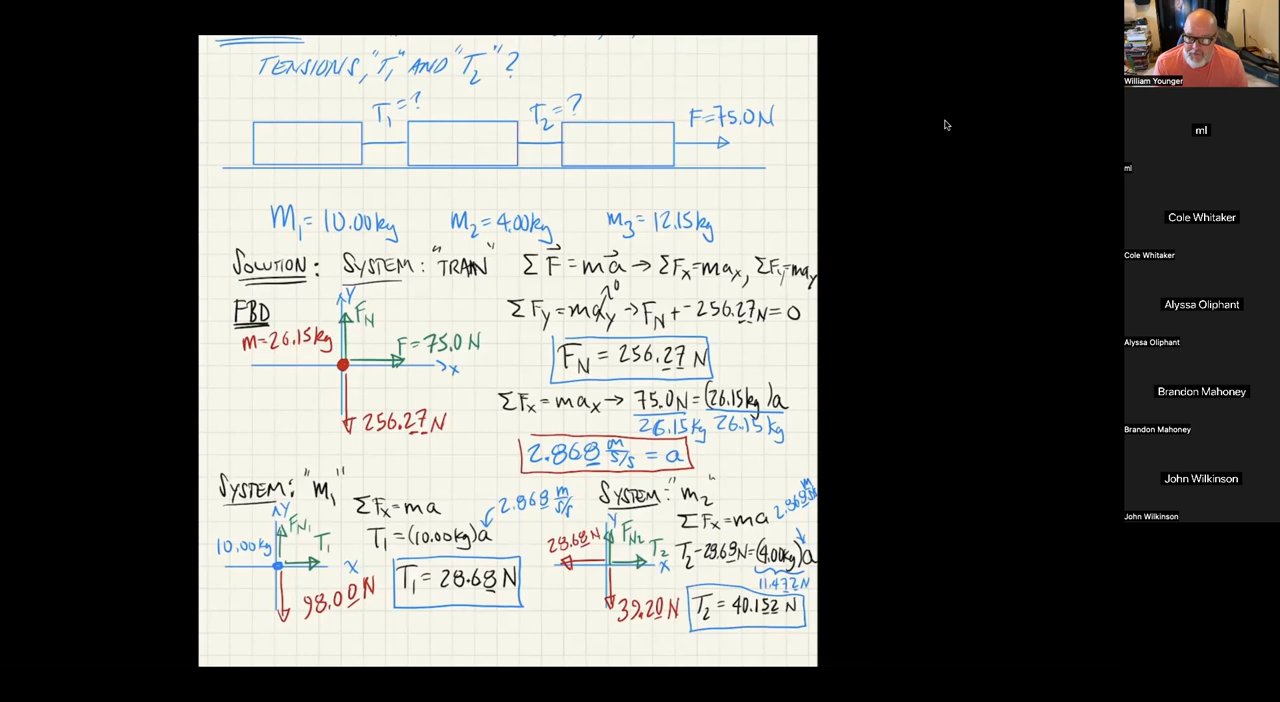 TENSIONS, "T₁" AND "T₂"?
T₁=? T₂=? F=75.0N
M₁=10.00kg M₂=4.00kg m₃=12.15kg
SOLUTION: SYSTEM: "TRAIN" ΣF=ma → ΣFx=max, ΣFy=may
FBD
y
FN
m=26.15kg
F=75.0N
x
256.27N
ΣFy=may → FN+-256.27N=0
0
FN = 256.27 N
ΣFx=max → 75.0N=(26.15kg)a
26.15kg 26.15kg
2.868 m/s/s = a
SYSTEM: "M₁"
y
FN₁
T₁
10.00kg
x
98.00N
ΣFx=ma
2.868 m/s/s
T₁=(10.00kg)a
T₁=28.68N
SYSTEM: "m₂"
y
FN₂
T₂
28.68N
x
39.20N
ΣFx=ma
2.868 m/s/s
T₂-28.68N=(4.00kg)a
11.472N
T₂=40.152 N
William Younger
ml
ml
Cole Whitaker
Cole Whitaker
Alyssa Oliphant
Alyssa Oliphant
Brandon Mahoney
Brandon Mahoney
John Wilkinson
John Wilkinson